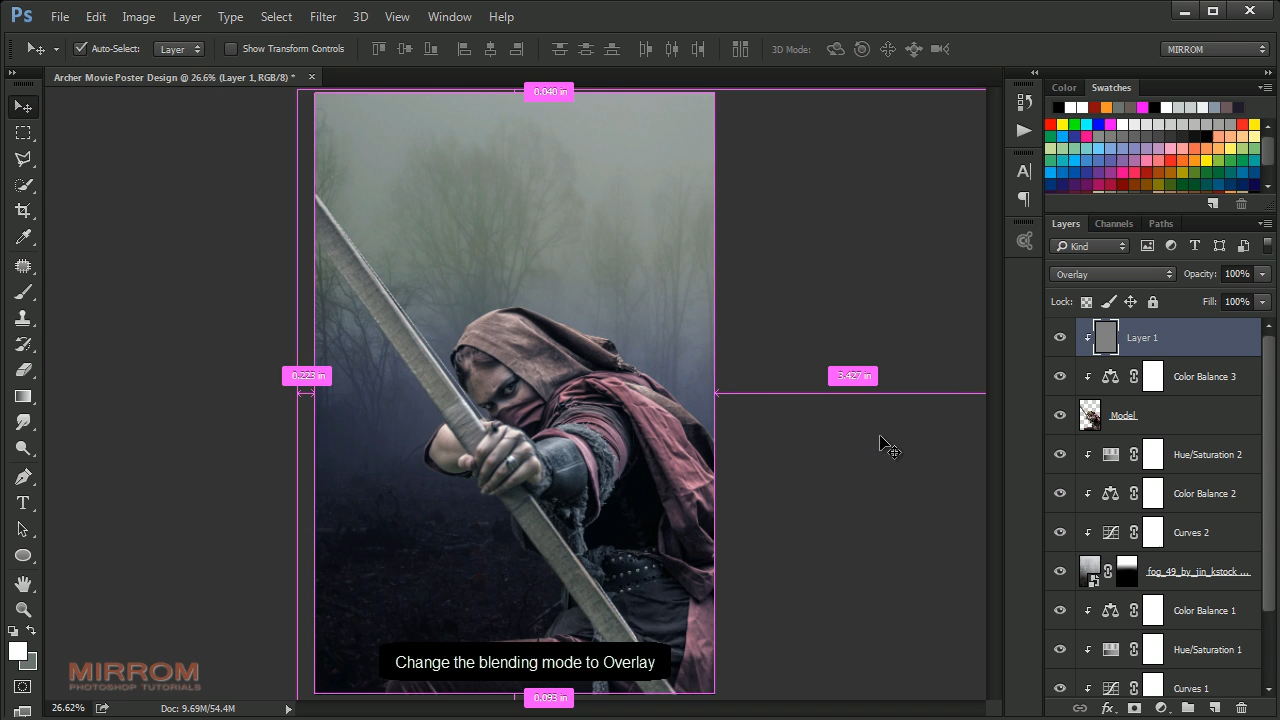 Ps File Edit Image Layer Type Select Filter 3D View Window Help
Auto-Select: Layer Show Transform Controls 3D Mode: MIRROM
Archer Movie Poster Design @ 26.6% (Layer 1, RGB/8) *
Color Swatches
0.040 in
Layers Channels Paths
Kind
Overlay Opacity: 100%
Lock: Fill: 100%
Layer 1
0.223 in
3.427 in
Color Balance 3
Model
Hue/Saturation 2
Color Balance 2
Curves 2
fog_49_by_jin_kstock ...
Color Balance 1
Hue/Saturation 1
Curves 1
Change the blending mode to Overlay
MIRROM
PHOTOSHOP TUTORIALS
0.093 in
26.62% Doc: 9.69M/54.4M